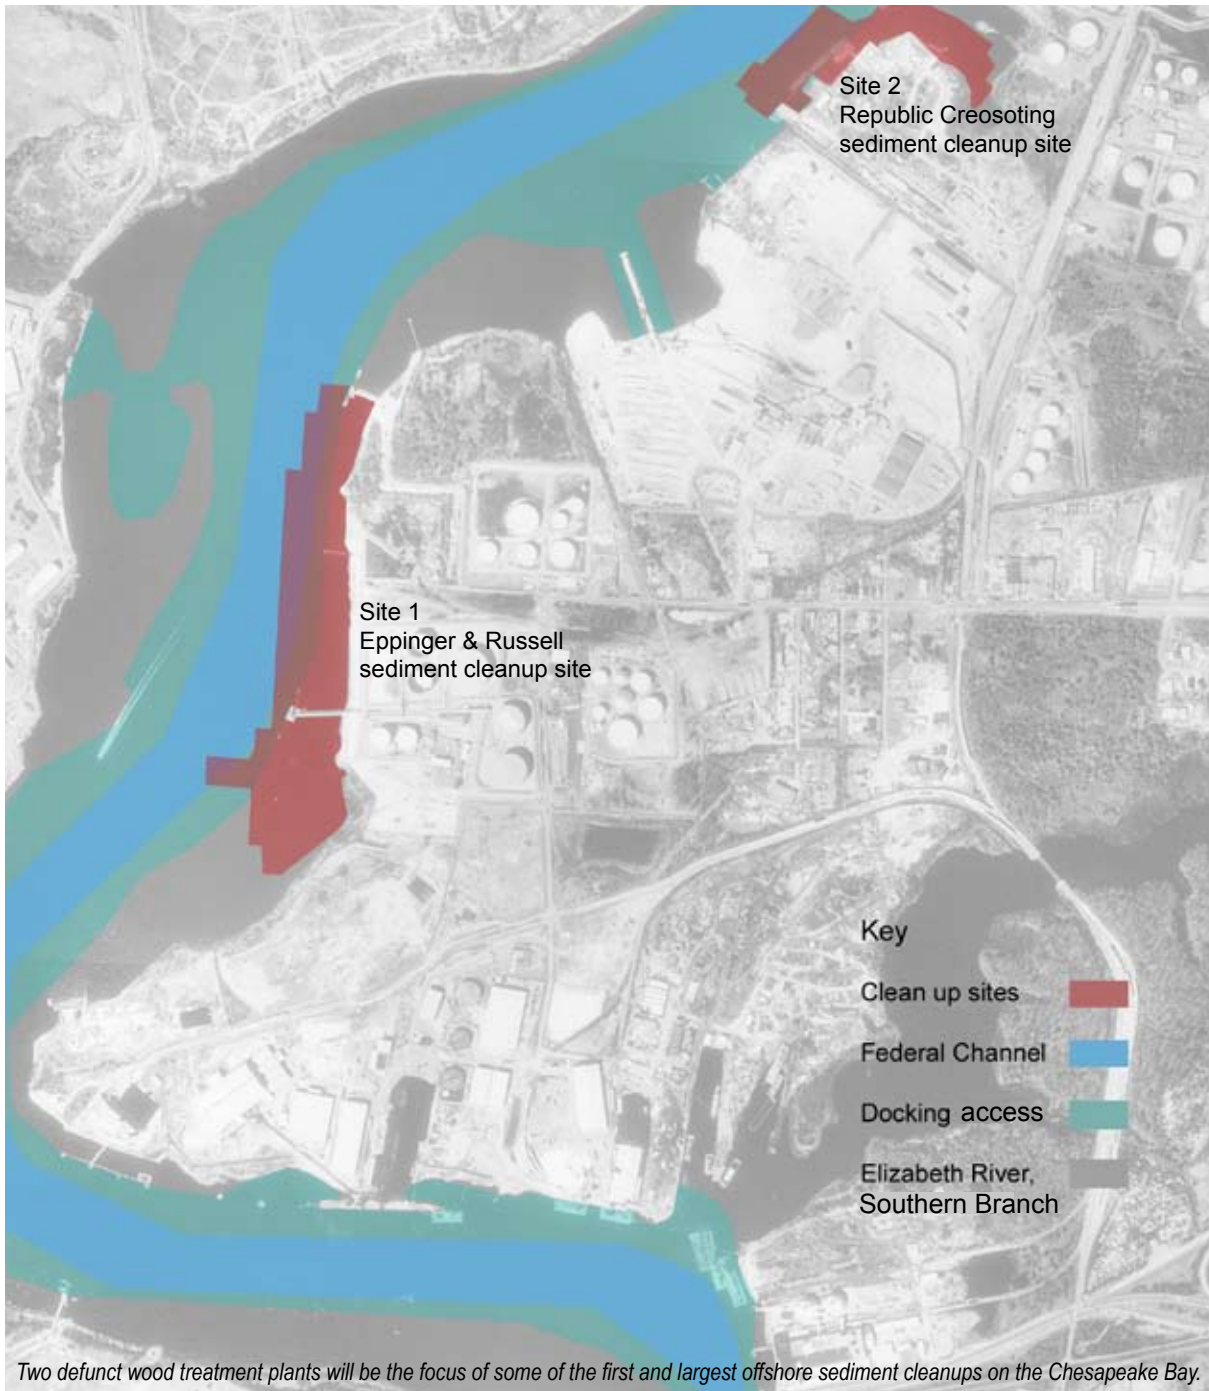 Site 2
Republic Creosoting
sediment cleanup site
Site 1
Eppinger & Russell
sediment cleanup site
Key
Clean up sites
Federal Channel
Docking access
Elizabeth River,
Southern Branch
Two defunct wood treatment plants will be the focus of some of the first and largest offshore sediment cleanups on the Chesapeake Bay.